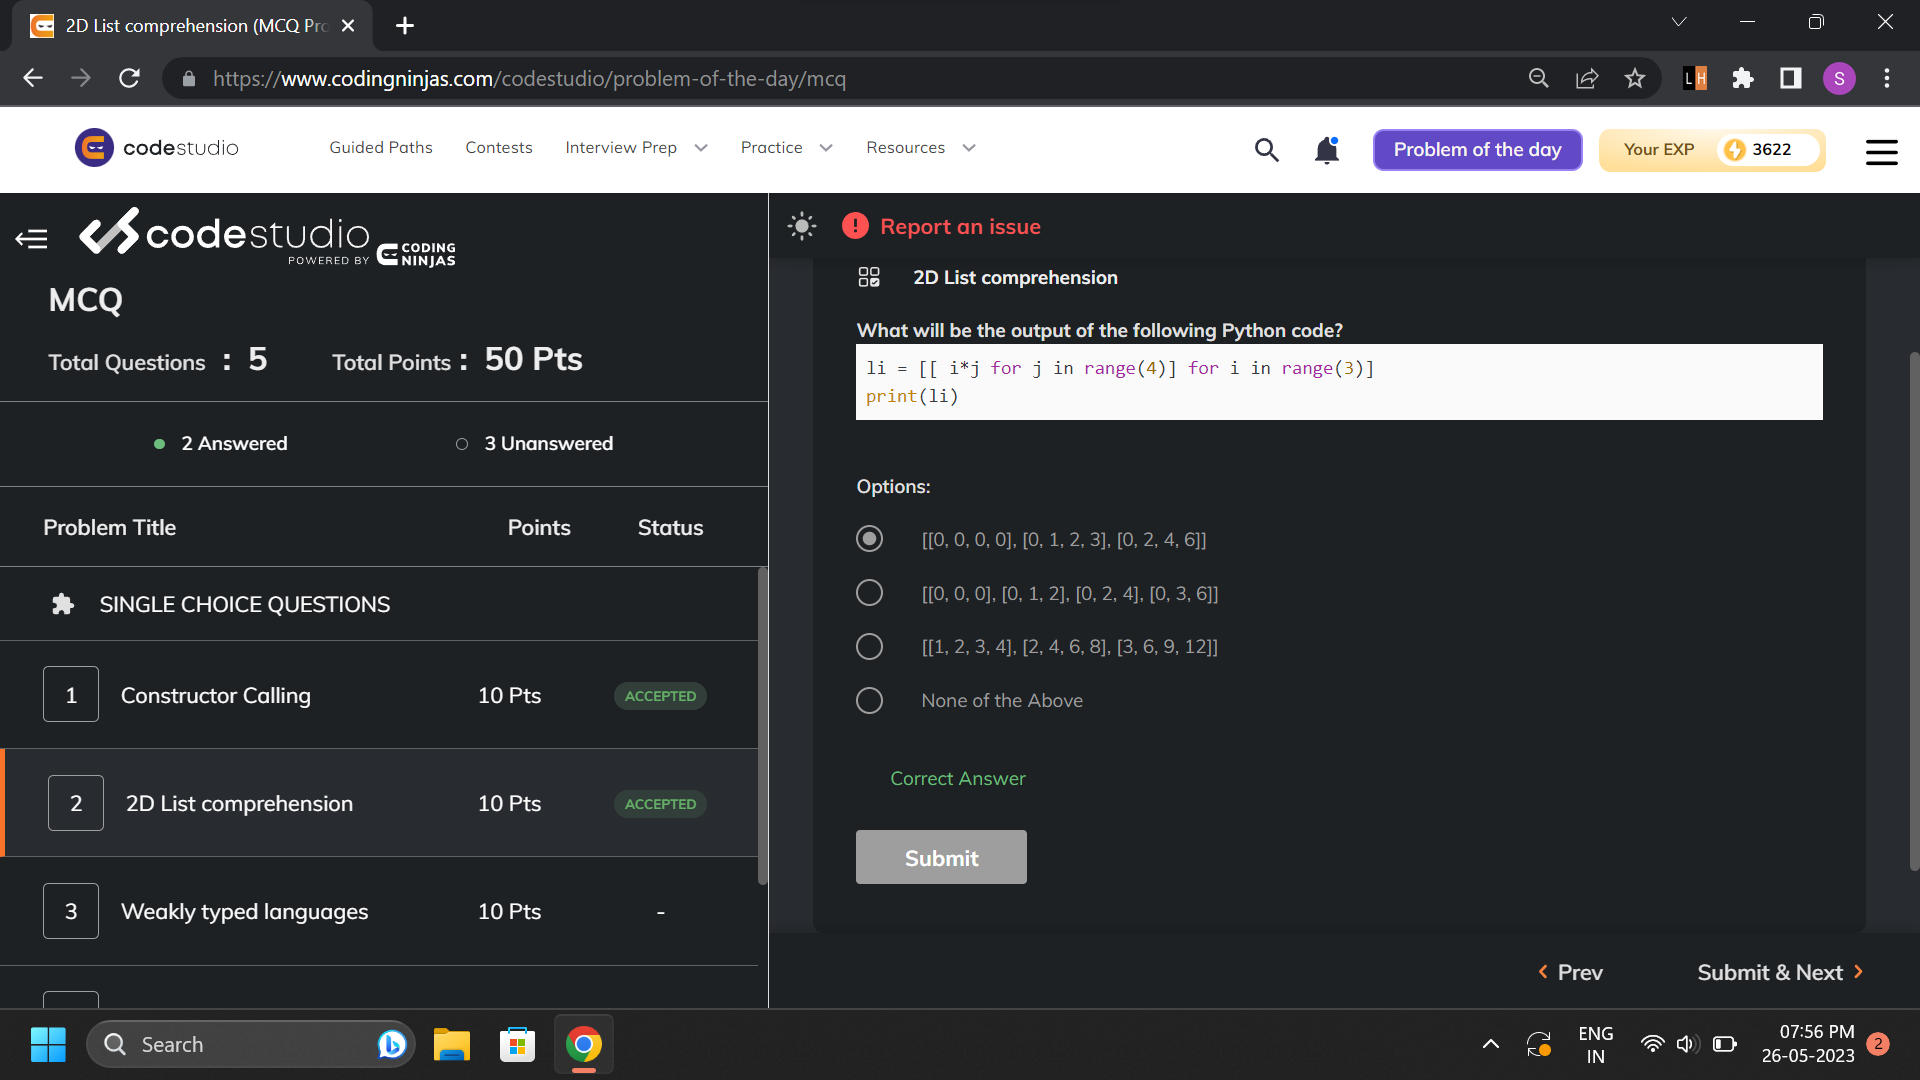 2D List comprehension (MCQ Pro
https://www.codingninjas.com/codestudio/problem-of-the-day/mcq
LH
S
codestudio
Guided Paths
Contests
Interview Prep
Practice
Resources
Problem of the day
Your EXP
3622
codestudio
POWERED BY
CODING
NINJAS
MCQ
Total Questions : 5
Total Points : 50 Pts
2 Answered
3 Unanswered
Problem Title
Points
Status
SINGLE CHOICE QUESTIONS
1
Constructor Calling
10 Pts
ACCEPTED
2
2D List comprehension
10 Pts
ACCEPTED
3
Weakly typed languages
10 Pts
-
! Report an issue
2D List comprehension
What will be the output of the following Python code?
li = [[ i*j for j in range(4)] for i in range(3)]
print(li)
Options:
[[0, 0, 0, 0], [0, 1, 2, 3], [0, 2, 4, 6]]
[[0, 0, 0], [0, 1, 2], [0, 2, 4], [0, 3, 6]]
[[1, 2, 3, 4], [2, 4, 6, 8], [3, 6, 9, 12]]
None of the Above
Correct Answer
Submit
Prev
Submit & Next
Search
ENG
IN
07:56 PM
26-05-2023
2